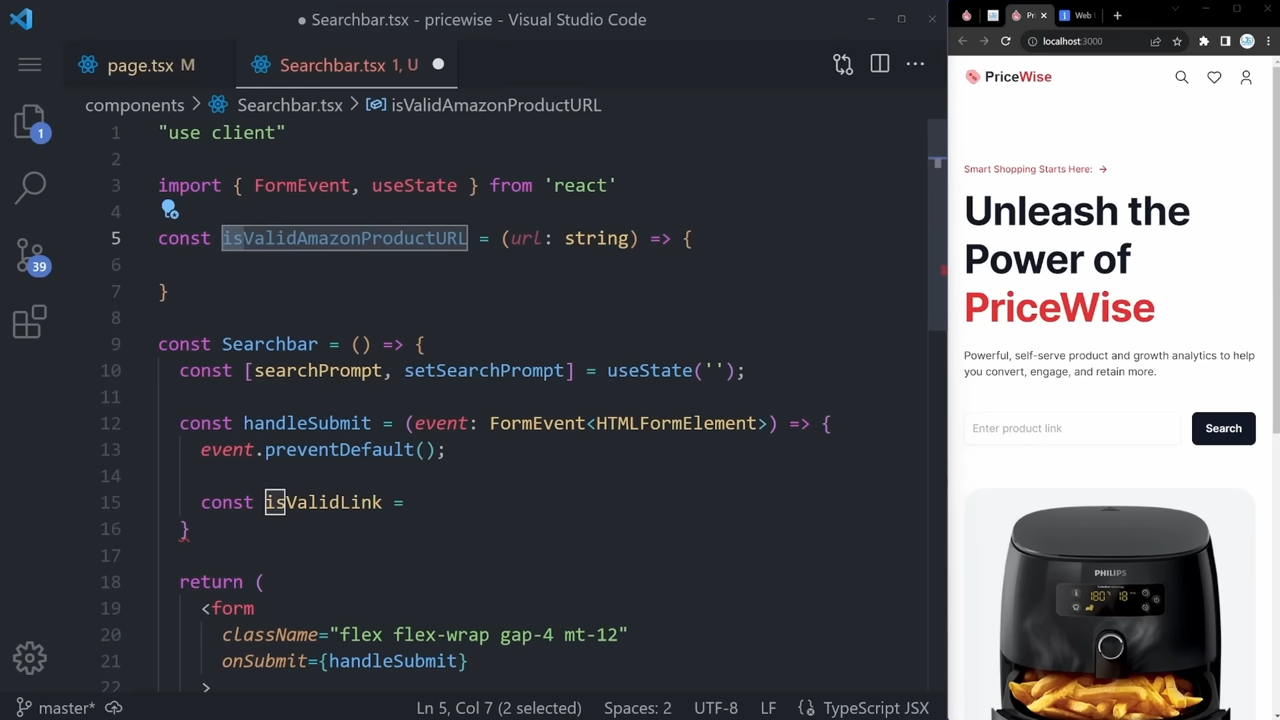 Searchbar.tsx - pricewise - Visual Studio Code
page.tsx M
Searchbar.tsx 1, U
components > Searchbar.tsx > isValidAmazonProductURL
1 "use client"
2
3 import { FormEvent, useState } from 'react'
4
5 const isValidAmazonProductURL = (url: string) => {
6
7 }
8
9 const Searchbar = () => {
10 const [searchPrompt, setSearchPrompt] = useState('');
11
12 const handleSubmit = (event: FormEvent<HTMLFormElement>) => {
13 event.preventDefault();
14
15 const isValidLink =
16 }
17
18 return (
19 <form
20 className="flex flex-wrap gap-4 mt-12"
21 onSubmit={handleSubmit}
22 >
1
39
master*
Ln 5, Col 7 (2 selected)
Spaces: 2
UTF-8
LF
TypeScript JSX
Pri
Web
localhost:3000
PriceWise
Smart Shopping Starts Here:
Unleash the
Power of
PriceWise
Powerful, self-serve product and growth analytics to help
you convert, engage, and retain more.
Enter product link
Search
PHILIPS
180 18